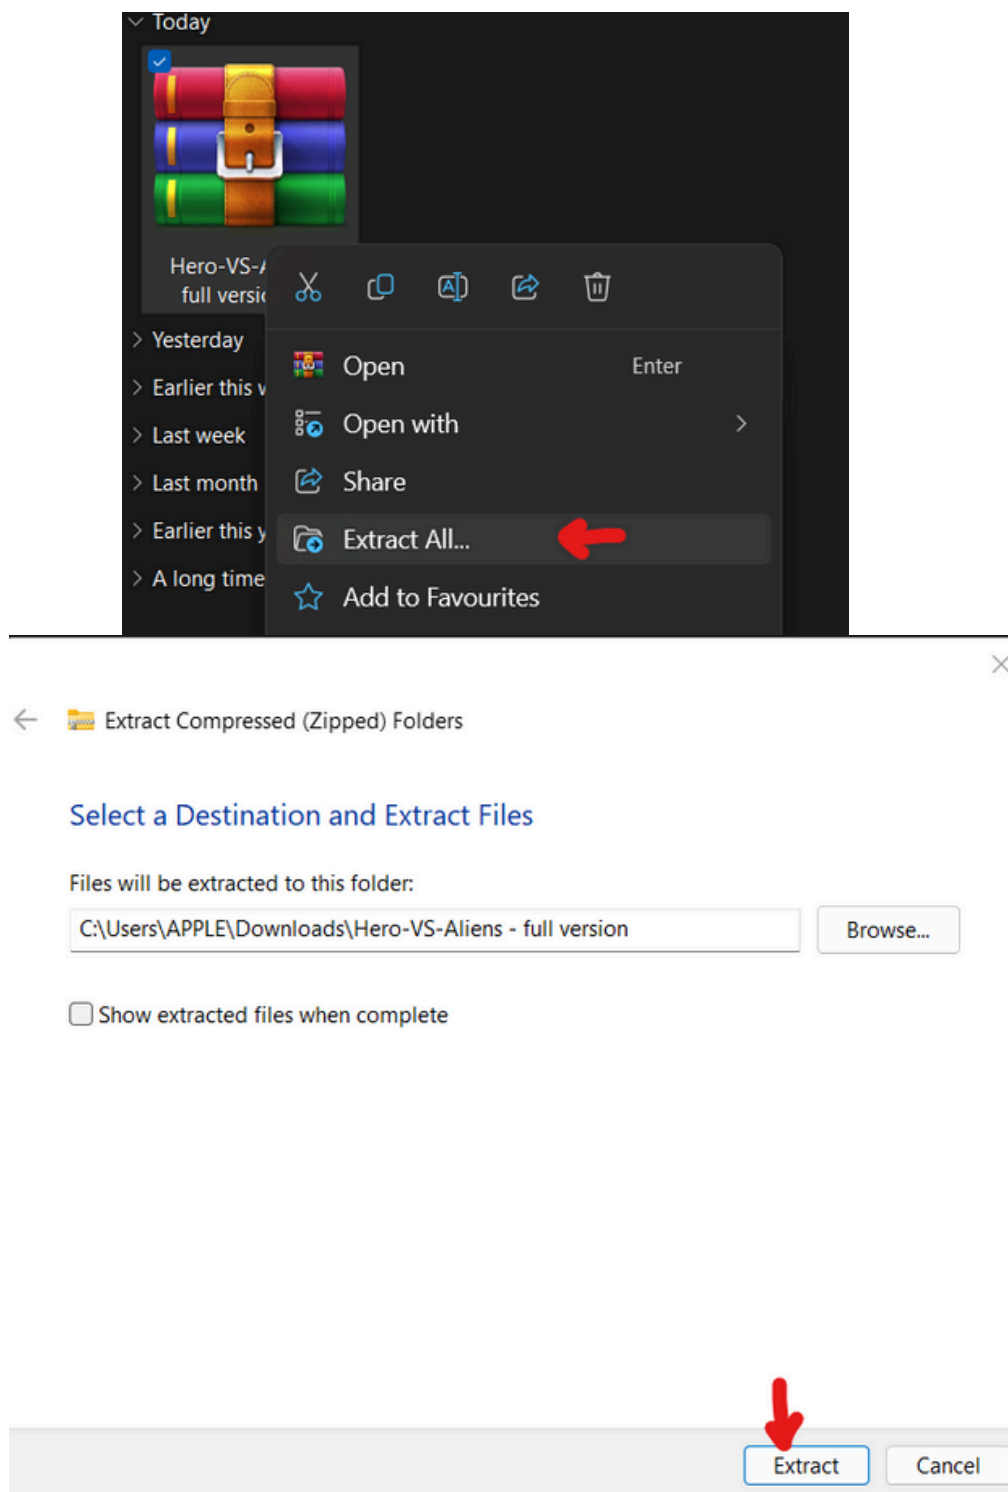 Today
Hero-VS-A
full versio
Yesterday
Earlier this w
Last week
Last month
Earlier this y
A long time
Open Enter
Open with
Share
Extract All...
Add to Favourites
Extract Compressed (Zipped) Folders
Select a Destination and Extract Files
Files will be extracted to this folder:
C:\Users\APPLE\Downloads\Hero-VS-Aliens - full version Browse...
Show extracted files when complete
Extract Cancel